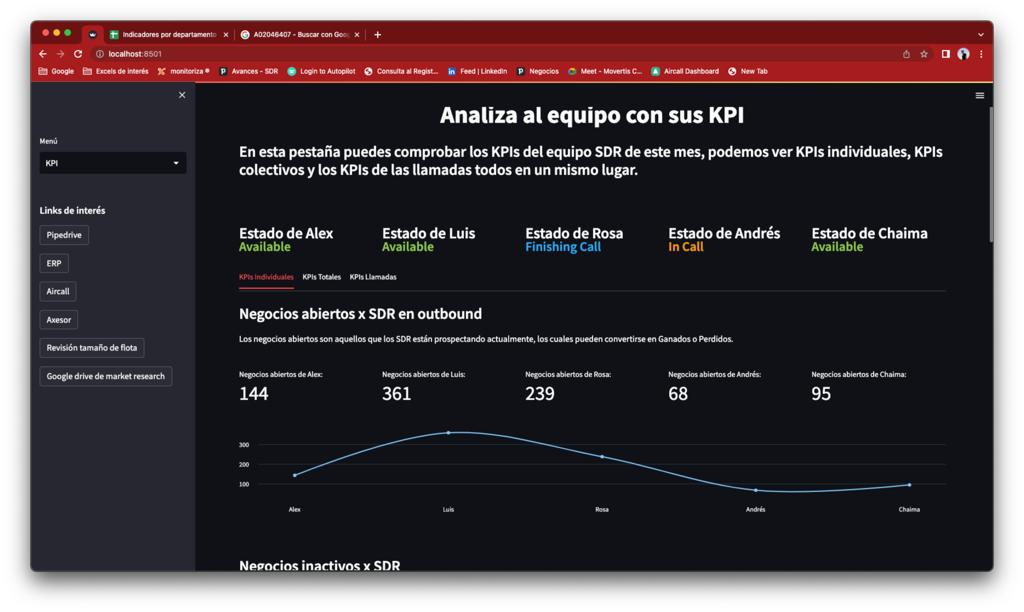 Indicadores por departamento
A02046407 - Buscar con Goog
localhost:8501
Google
Excels de interés
monitoriza
Avances - SDR
Login to Autopilot
Consulta al Regist...
Feed | LinkedIn
Negocios
Meet - Movertis C...
Aircall Dashboard
New Tab
Menú
KPI
Links de interés
Pipedrive
ERP
Aircall
Axesor
Revisión tamaño de flota
Google drive de market research
Analiza al equipo con sus KPI
En esta pestaña puedes comprobar los KPIs del equipo SDR de este mes, podemos ver KPIs individuales, KPIs
colectivos y los KPIs de las llamadas todos en un mismo lugar.
Estado de Alex
Available
Estado de Luis
Available
Estado de Rosa
Finishing Call
Estado de Andrés
In Call
Estado de Chaima
Available
KPIs Individuales
KPIs Totales
KPIs Llamadas
Negocios abiertos x SDR en outbound
Los negocios abiertos son aquellos que los SDR están prospectando actualmente, los cuales pueden convertirse en Ganados o Perdidos.
Negocios abiertos de Alex:
144
Negocios abiertos de Luis:
361
Negocios abiertos de Rosa:
239
Negocios abiertos de Andrés:
68
Negocios abiertos de Chaima:
95
300
200
100
Alex
Luis
Rosa
Andrés
Chaima
Negocios inactivos x SDR